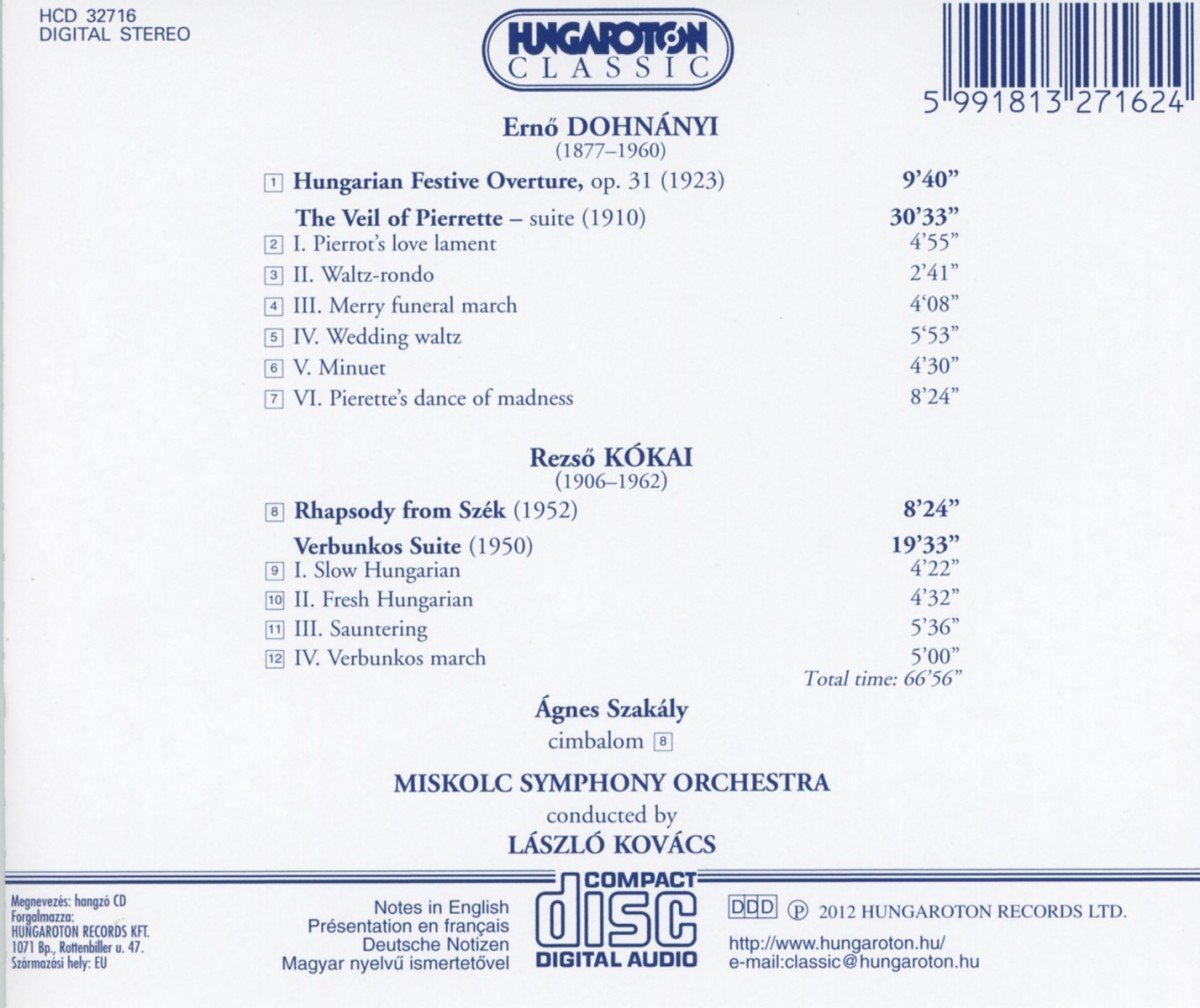 HCD 32716
DIGITAL STEREO
HUNGAROTON
CLASSIC
5 991813 271624
Ernő DOHNÁNYI
(1877–1960)
1 Hungarian Festive Overture, op. 31 (1923) 9’40”
The Veil of Pierrette – suite (1910) 30’33”
2 I. Pierrot’s love lament 4’55”
3 II. Waltz-rondo 2’41”
4 III. Merry funeral march 4‘08”
5 IV. Wedding waltz 5‘53”
6 V. Minuet 4’30”
7 VI. Pierette’s dance of madness 8’24”
Rezső KÓKAI
(1906–1962)
8 Rhapsody from Szék (1952) 8’24”
Verbunkos Suite (1950) 19’33”
9 I. Slow Hungarian 4’22”
10 II. Fresh Hungarian 4’32”
11 III. Sauntering 5’36”
12 IV. Verbunkos march 5’00”
Total time: 66’56”
Ágnes Szakály
cimbalom 8
MISKOLC SYMPHONY ORCHESTRA
conducted by
LÁSZLÓ KOVÁCS
Megnevezés: hangzó CD
Forgalmazza:
HUNGAROTON RECORDS KFT.
1071 Bp., Rottenbiller u. 47.
Származási hely: EU
Notes in English
Présentation en français
Deutsche Notizen
Magyar nyelvű ismertetővel
COMPACT
disc
DIGITAL AUDIO
DDD ℗ 2012 HUNGAROTON RECORDS LTD.
http://www.hungaroton.hu/
e-mail:classic@hungaroton.hu